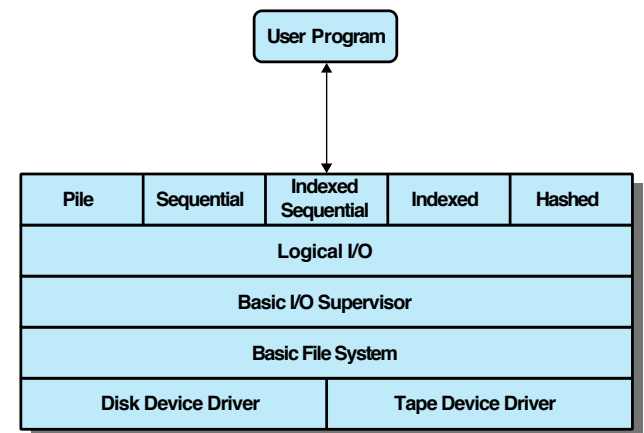 User Program
Pile
Sequential
Indexed
Sequential
Indexed
Hashed
Logical I/O
Basic I/O Supervisor
Basic File System
Disk Device Driver
Tape Device Driver